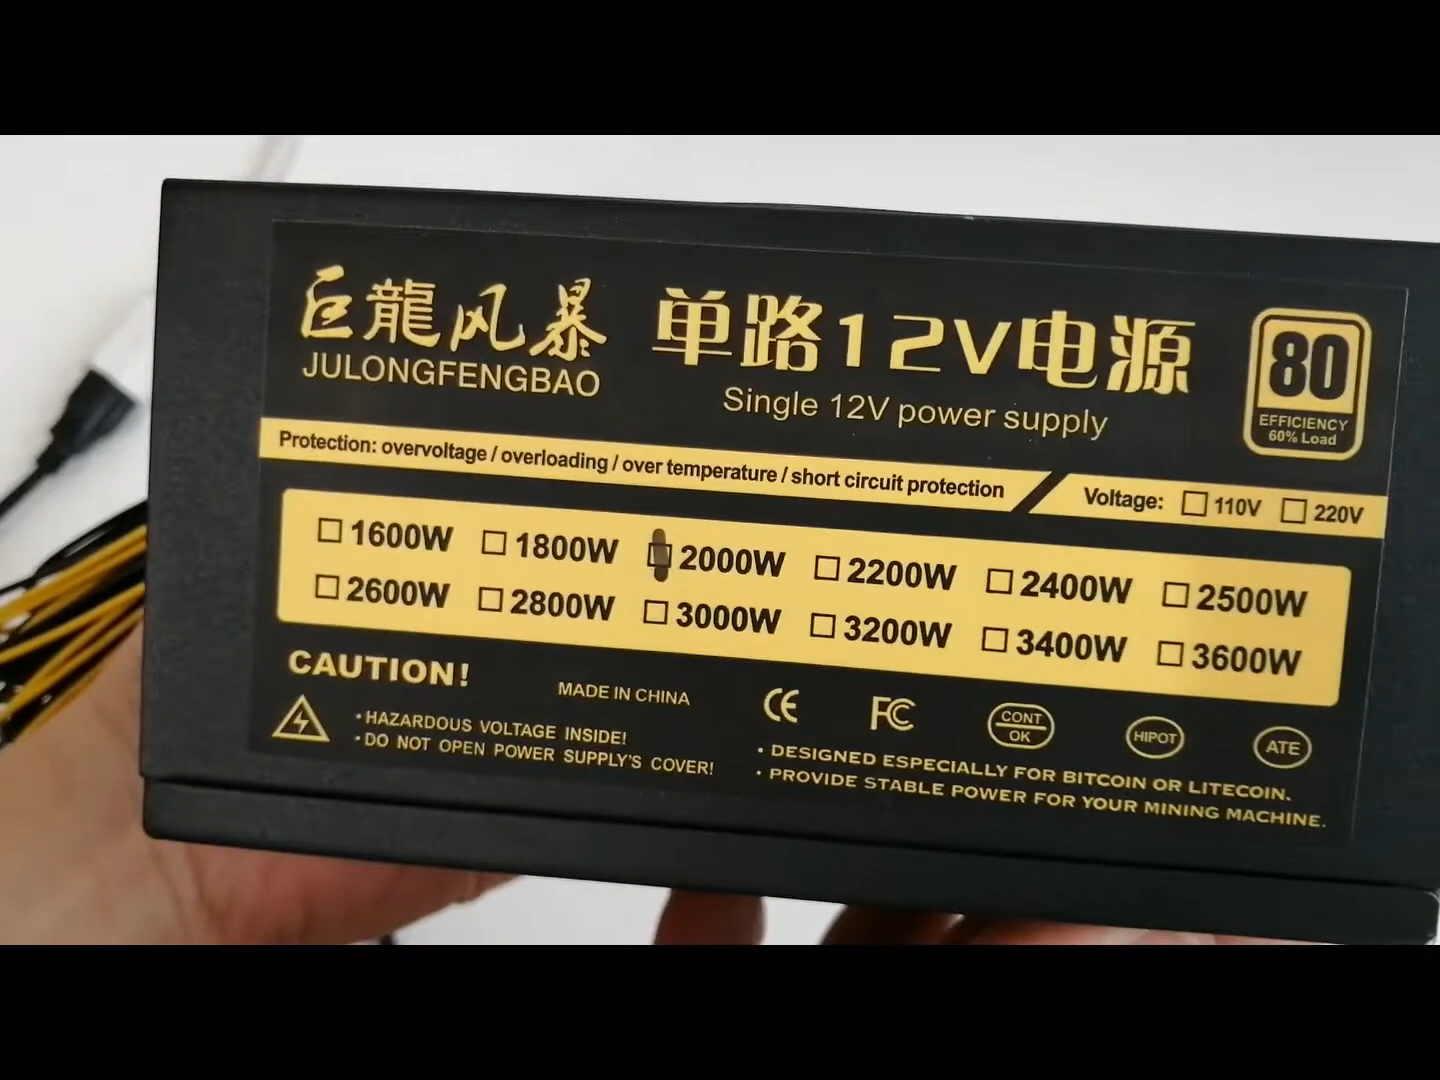 巨龍风暴
JULONGFENGBAO
单路12V电源
Single 12V power supply
80
EFFICIENCY
60% Load
Protection: overvoltage / overloading / over temperature / short circuit protection
Voltage: 110V 220V
1600W 1800W 2000W 2200W 2400W 2500W
2600W 2800W 3000W 3200W 3400W 3600W
CAUTION!
MADE IN CHINA
CE FC CONT OK HIPOT ATE
• HAZARDOUS VOLTAGE INSIDE!
• DO NOT OPEN POWER SUPPLY'S COVER!
• DESIGNED ESPECIALLY FOR BITCOIN OR LITECOIN.
• PROVIDE STABLE POWER FOR YOUR MINING MACHINE.